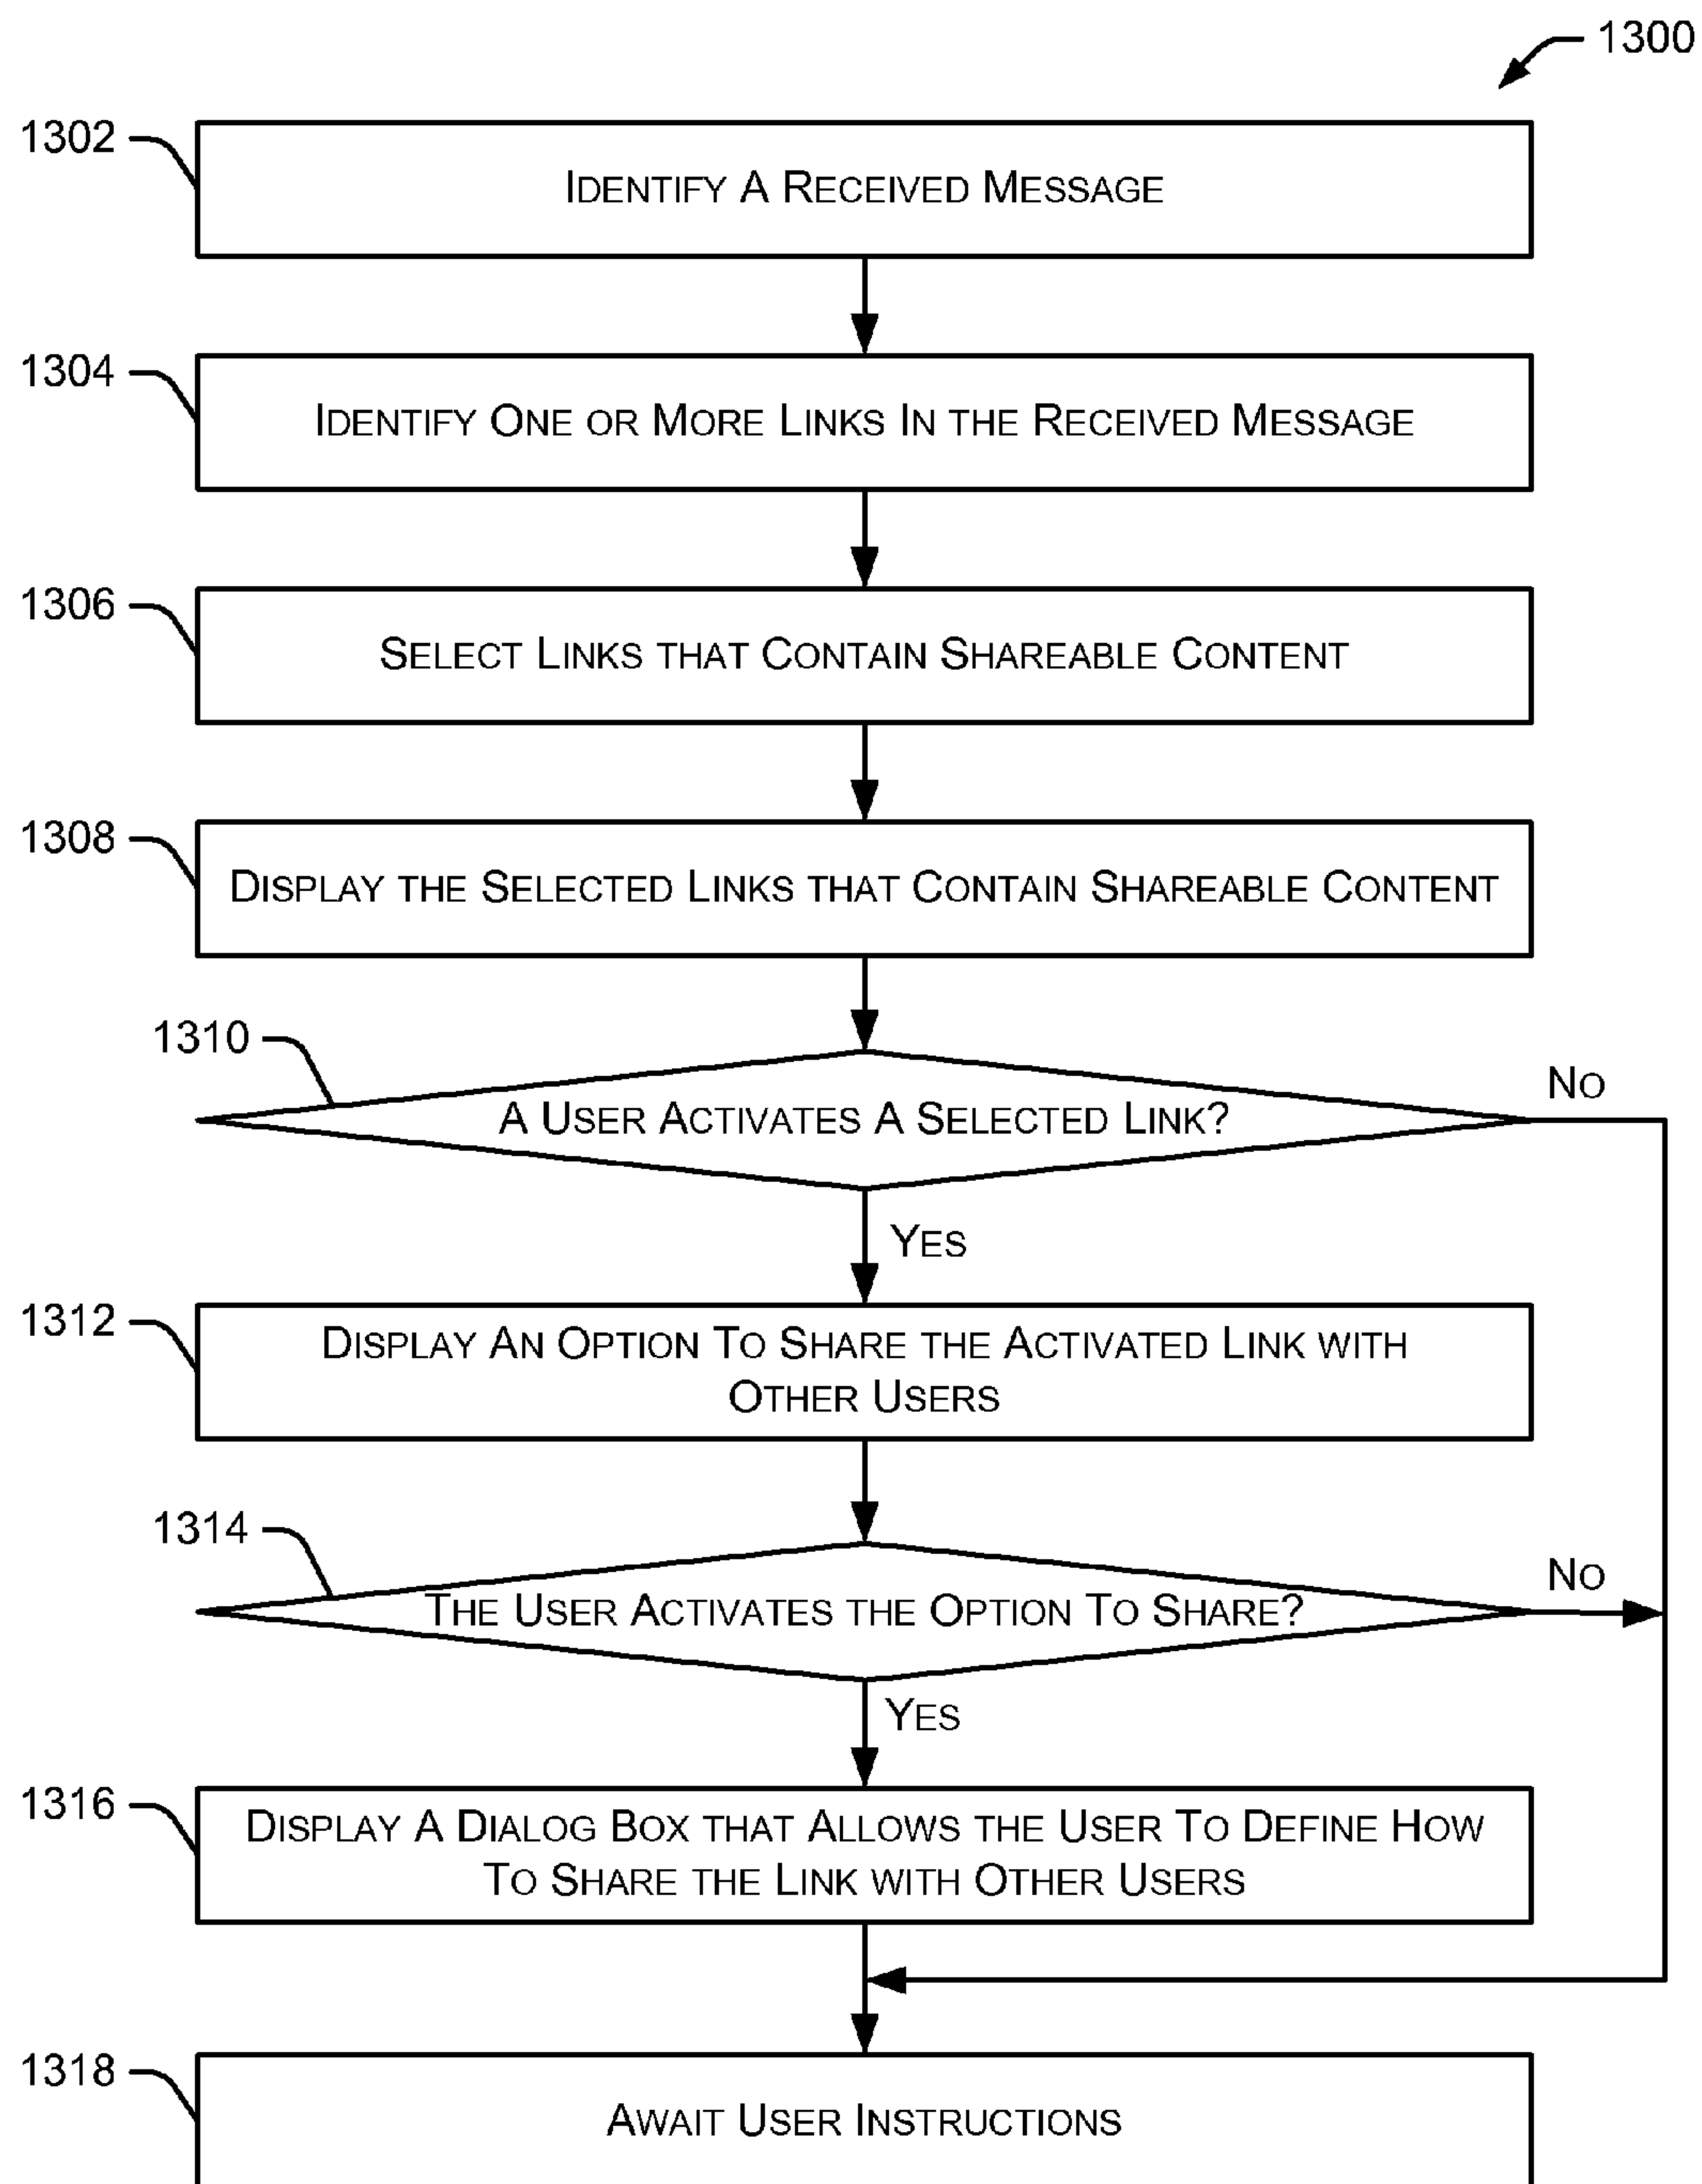 1300
1302
IDENTIFY A RECEIVED MESSAGE
1304
IDENTIFY ONE OR MORE LINKS IN THE RECEIVED MESSAGE
1306
SELECT LINKS THAT CONTAIN SHAREABLE CONTENT
1308
DISPLAY THE SELECTED LINKS THAT CONTAIN SHAREABLE CONTENT
1310
A USER ACTIVATES A SELECTED LINK?
NO
YES
1312
DISPLAY AN OPTION TO SHARE THE ACTIVATED LINK WITH
OTHER USERS
1314
THE USER ACTIVATES THE OPTION TO SHARE?
NO
YES
1316
DISPLAY A DIALOG BOX THAT ALLOWS THE USER TO DEFINE HOW
TO SHARE THE LINK WITH OTHER USERS
1318
AWAIT USER INSTRUCTIONS